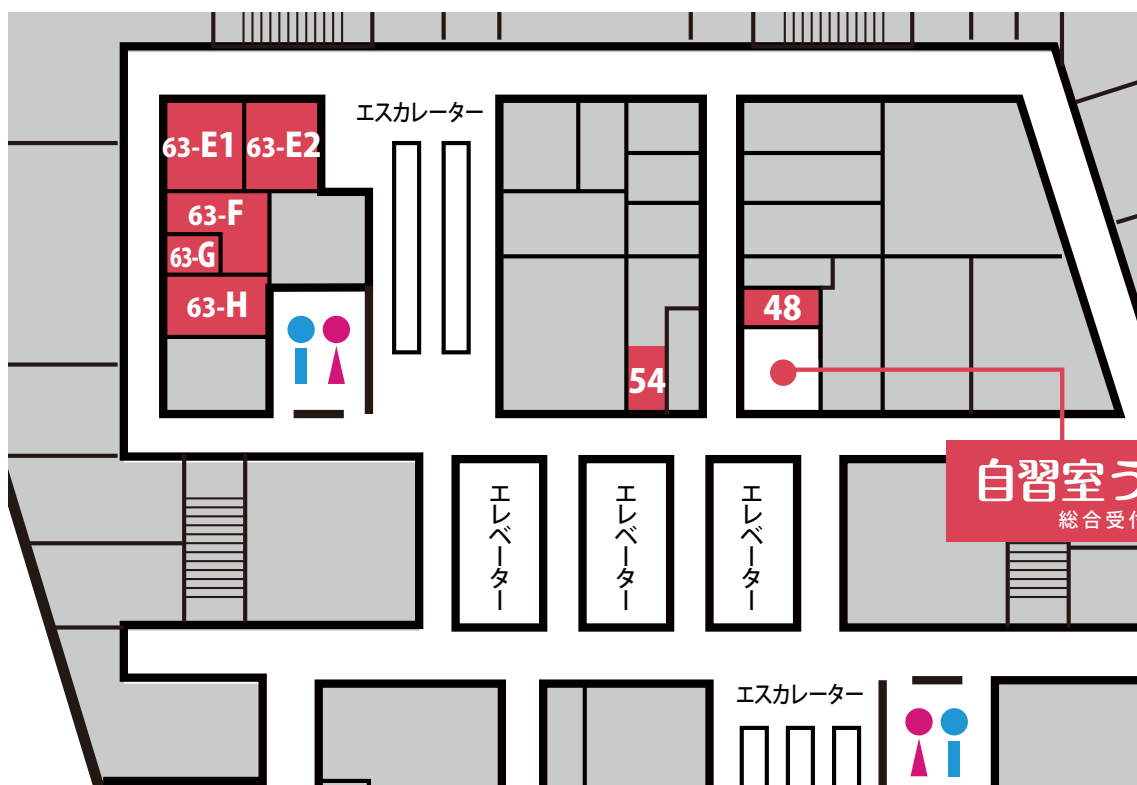 エスカレーター
63-E1
63-E2
63-F
63-G
63-H
48
54
自習室う
総合受付
エレベーター
エレベーター
エレベーター
エスカレーター